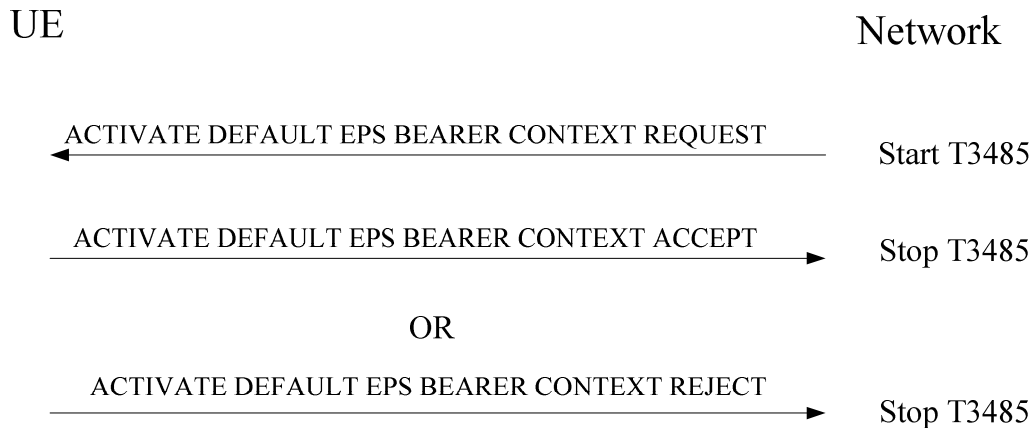 UE
Network
ACTIVATE DEFAULT EPS BEARER CONTEXT REQUEST
Start T3485
ACTIVATE DEFAULT EPS BEARER CONTEXT ACCEPT
Stop T3485
OR
ACTIVATE DEFAULT EPS BEARER CONTEXT REJECT
Stop T3485